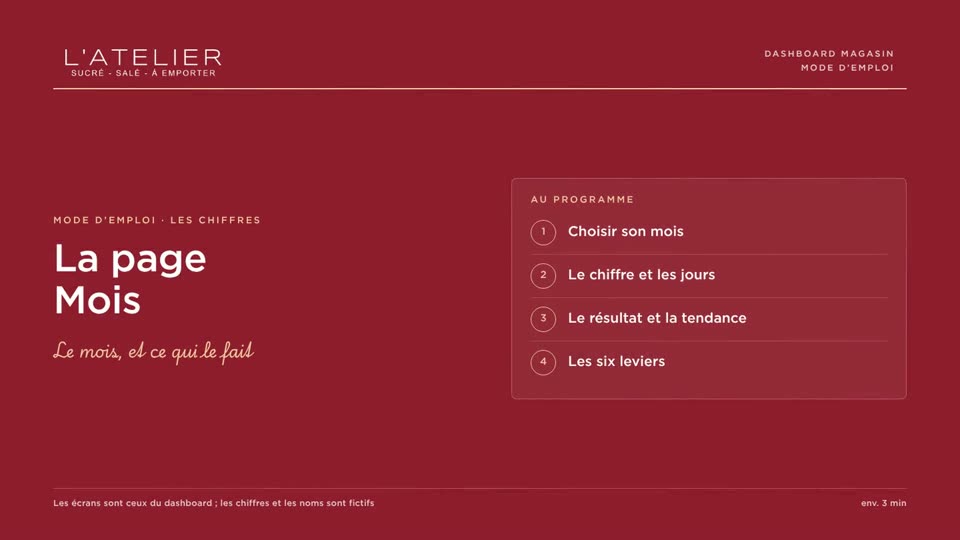 L'ATELIER
SUCRÉ - SALÉ - À EMPORTER
DASHBOARD MAGASIN
MODE D'EMPLOI
MODE D'EMPLOI · LES CHIFFRES
La page
Mois
Le mois, et ce qui le fait
AU PROGRAMME
1 Choisir son mois
2 Le chiffre et les jours
3 Le résultat et la tendance
4 Les six leviers
Les écrans sont ceux du dashboard ; les chiffres et les noms sont fictifs
env. 3 min